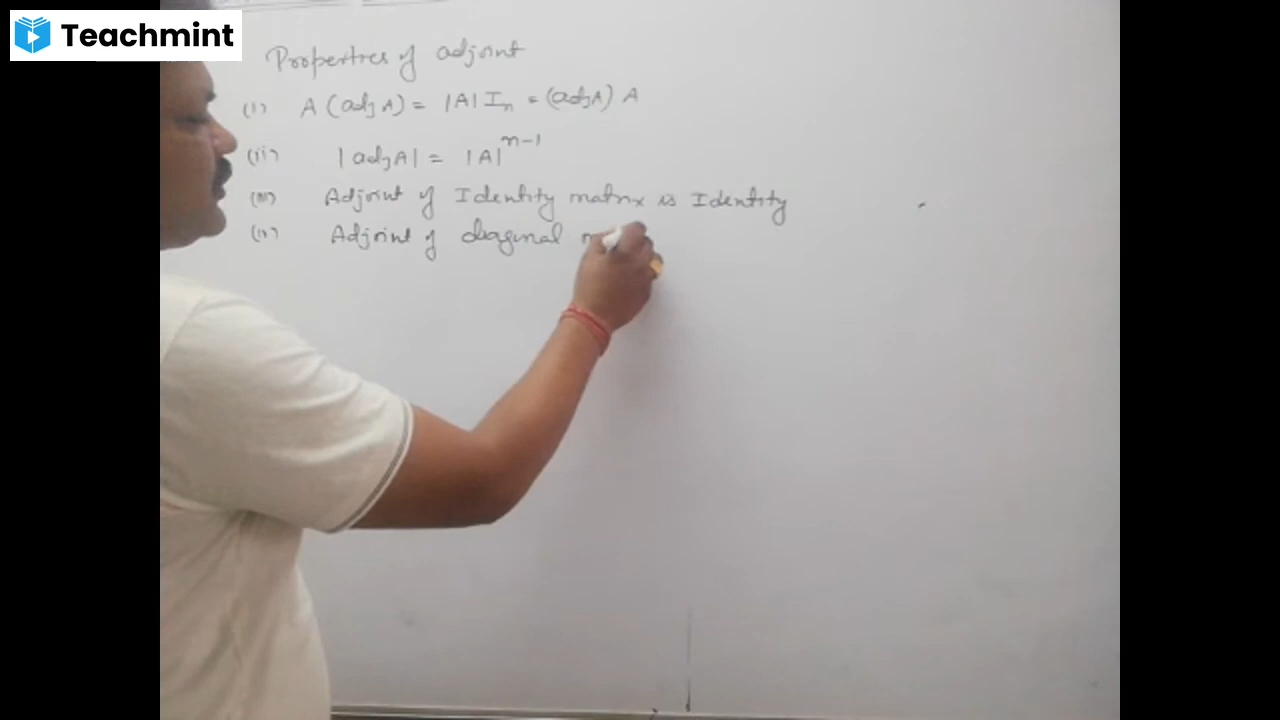 Teachmint
Properties of adjoint
(i) A (adj A) = |A| Iₙ = (adj A) A
(ii) |adj A| = |A|ⁿ⁻¹
(iii) Adjoint of Identity matrix is Identity
(iv) Adjoint of diagonal